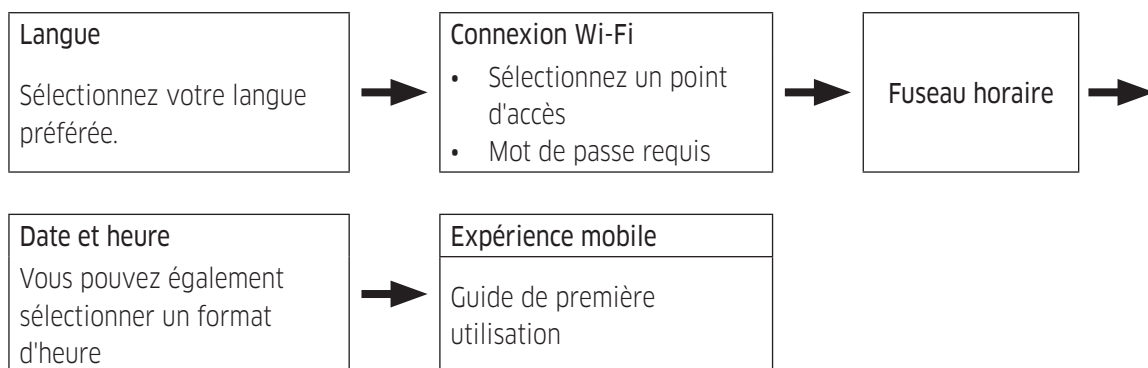 Langue
Sélectionnez votre langue
préférée.
Connexion Wi-Fi
• Sélectionnez un point
d'accès
• Mot de passe requis
Fuseau horaire
Date et heure
Vous pouvez également
sélectionner un format
d'heure
Expérience mobile
Guide de première
utilisation